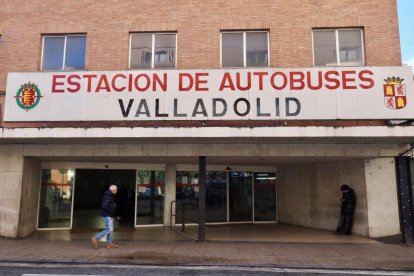 ESTACION DE AUTOBUSES
VALLADOLID